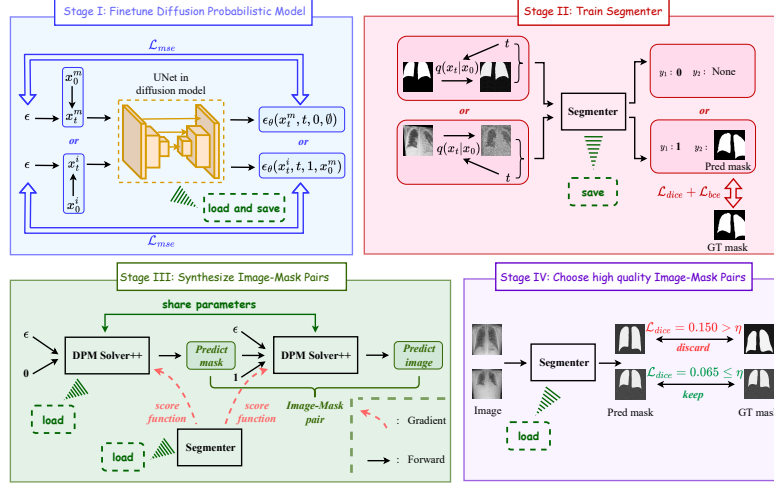 Stage I: Finetune Diffusion Probabilistic Model
ℒ_mse
x_0^m
ϵ
x_t^m
or
ϵ
x_t^i
x_0^i
UNet in
diffusion model
ϵ_θ(x_t^m, t, 0, ∅)
or
ϵ_θ(x_t^i, t, 1, x_0^m)
load and save
ℒ_mse
Stage II: Train Segmenter
t
q(x_t|x_0)
or
q(x_t|x_0)
t
Segmenter
save
y_1 : 0 y_2 : None
or
y_1 : 1 y_2 :
Pred mask
ℒ_dice + ℒ_bce
GT mask
Stage III: Synthesize Image-Mask Pairs
share parameters
ϵ
0
DPM Solver++
Predict
mask
ϵ
1
DPM Solver++
Predict
image
load
score
function
score
function
Image-Mask
pair
load
Segmenter
: Gradient
: Forward
Stage IV: Choose high quality Image-Mask Pairs
Image
Segmenter
load
ℒ_dice = 0.150 > η
discard
ℒ_dice = 0.065 ≤ η
keep
Pred mask
GT mask